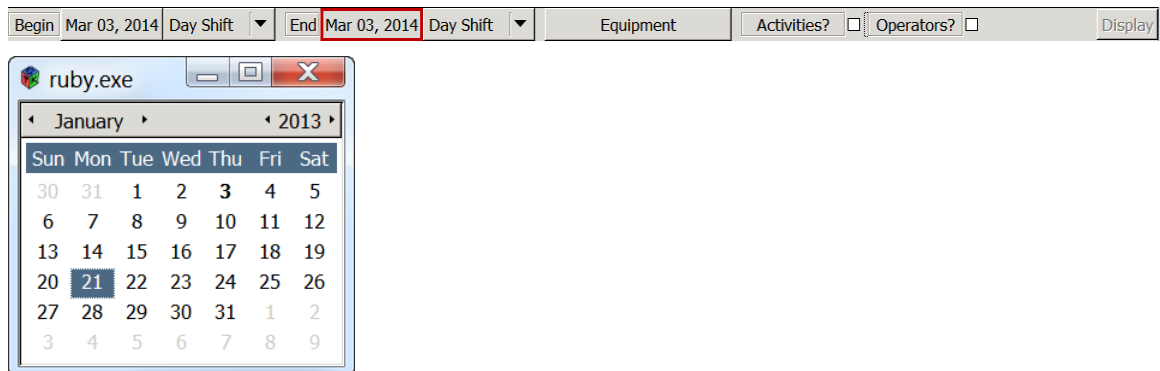 Begin Mar 03, 2014 Day Shift End Mar 03, 2014 Day Shift Equipment Activities? Operators? Display
ruby.exe
January 2013
Sun Mon Tue Wed Thu Fri Sat
30 31 1 2 3 4 5
6 7 8 9 10 11 12
13 14 15 16 17 18 19
20 21 22 23 24 25 26
27 28 29 30 31 1 2
3 4 5 6 7 8 9